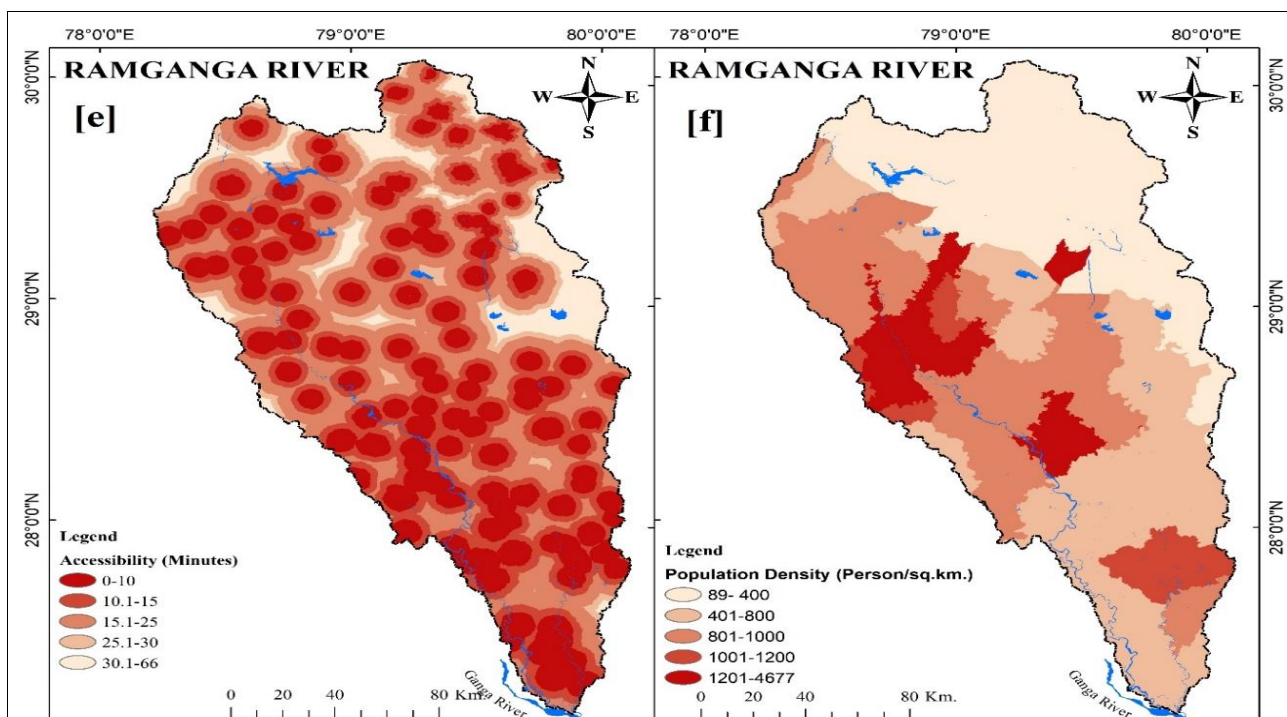 78°0'0"E 79°0'0"E 80°0'0"E
RAMGANGA RIVER
[e]
N
W E
S
30°0'0"N
29°0'0"N
28°0'0"N
Legend
Accessibility (Minutes)
0-10
10.1-15
15.1-25
25.1-30
30.1-66
0 20 40 80 Km.
Ganga River
78°0'0"E 79°0'0"E 80°0'0"E
RAMGANGA RIVER
[f]
N
W E
S
30°0'0"N
29°0'0"N
28°0'0"N
Legend
Population Density (Person/sq.km.)
89- 400
401-800
801-1000
1001-1200
1201-4677
0 20 40 80 Km.
Ganga River